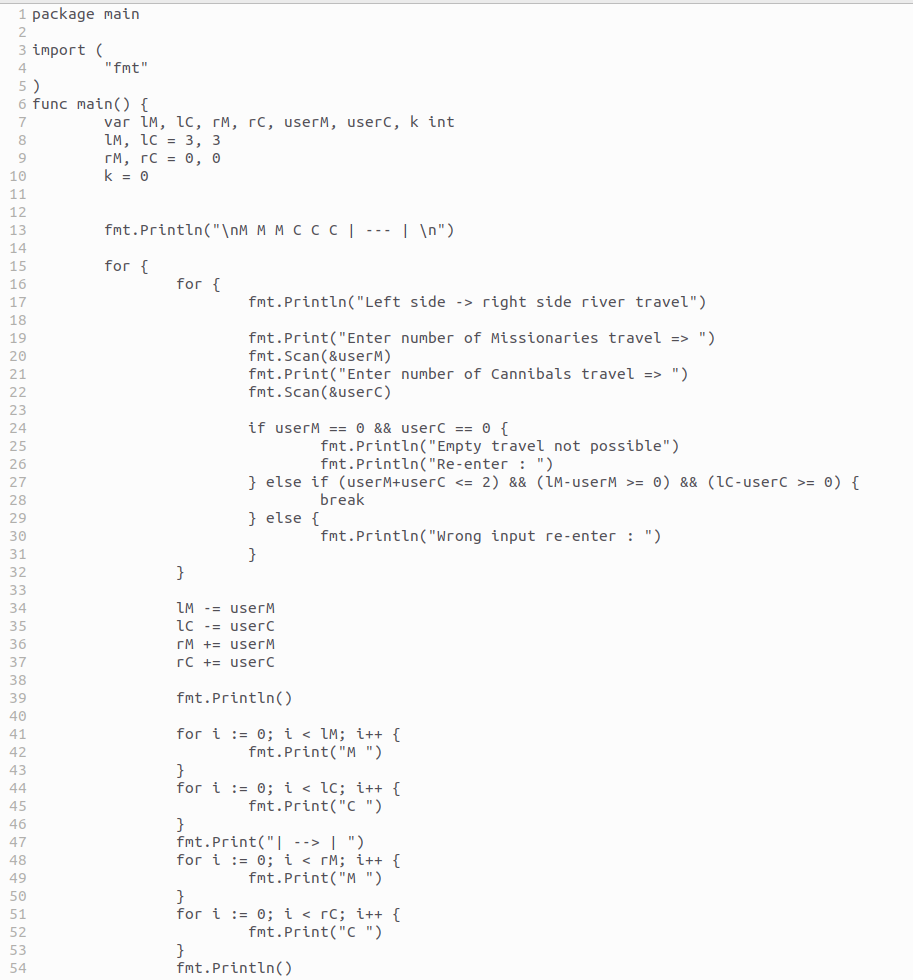 1 package main
2
3 import (
4         "fmt"
5 )
6 func main() {
7         var lM, lC, rM, rC, userM, userC, k int
8         lM, lC = 3, 3
9         rM, rC = 0, 0
10         k = 0
11
12
13         fmt.Println("\nM M M C C C | --- | \n")
14
15         for {
16                 for {
17                         fmt.Println("Left side -> right side river travel")
18
19                         fmt.Print("Enter number of Missionaries travel => ")
20                         fmt.Scan(&userM)
21                         fmt.Print("Enter number of Cannibals travel => ")
22                         fmt.Scan(&userC)
23
24                         if userM == 0 && userC == 0 {
25                                 fmt.Println("Empty travel not possible")
26                                 fmt.Println("Re-enter : ")
27                         } else if (userM+userC <= 2) && (lM-userM >= 0) && (lC-userC >= 0) {
28                                 break
29                         } else {
30                                 fmt.Println("Wrong input re-enter : ")
31                         }
32                 }
33
34                 lM -= userM
35                 lC -= userC
36                 rM += userM
37                 rC += userC
38
39                 fmt.Println()
40
41                 for i := 0; i < lM; i++ {
42                         fmt.Print("M ")
43                 }
44                 for i := 0; i < lC; i++ {
45                         fmt.Print("C ")
46                 }
47                 fmt.Print("| --> | ")
48                 for i := 0; i < rM; i++ {
49                         fmt.Print("M ")
50                 }
51                 for i := 0; i < rC; i++ {
52                         fmt.Print("C ")
53                 }
54                 fmt.Println()